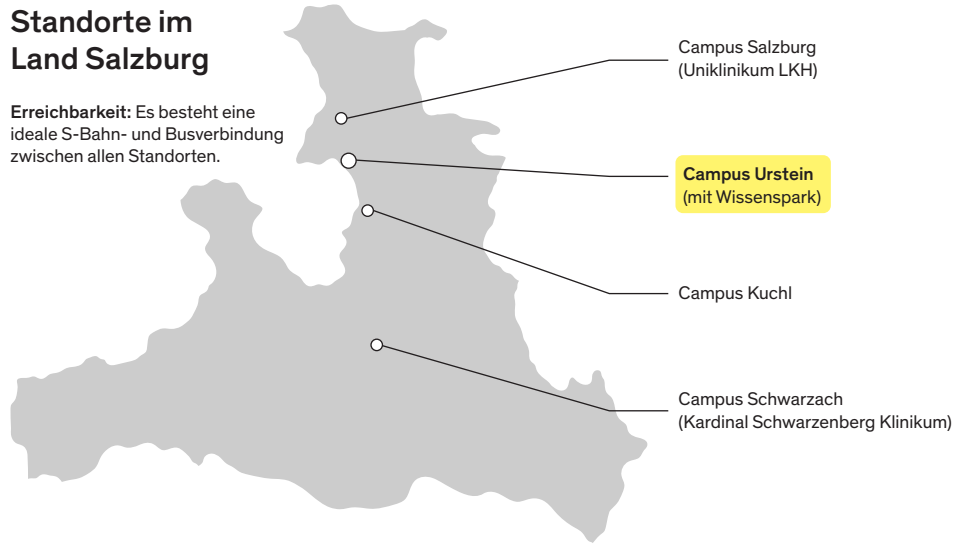 Standorte im
Land Salzburg
Erreichbarkeit: Es besteht eine
ideale S-Bahn- und Busverbindung
zwischen allen Standorten.
Campus Salzburg
(Uniklinikum LKH)
Campus Urstein
(mit Wissenspark)
Campus Kuchl
Campus Schwarzach
(Kardinal Schwarzenberg Klinikum)